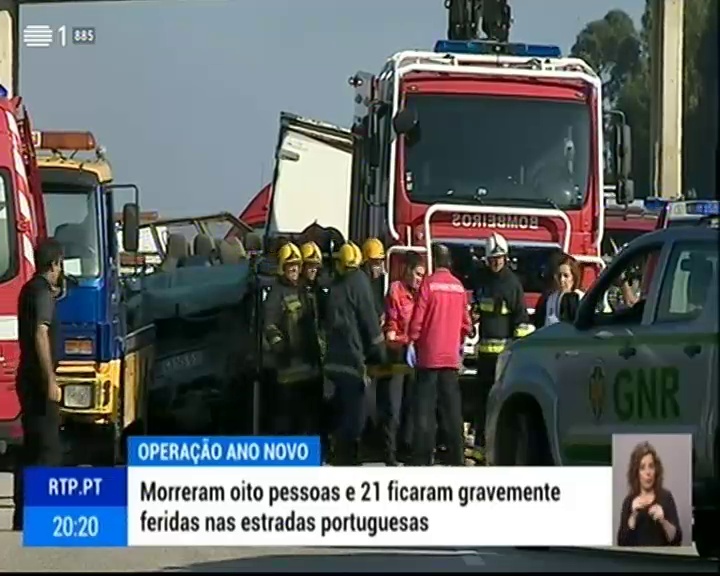 1 885
BOMBEIROS
GNR
OPERAÇÃO ANO NOVO
RTP.PT
20:20
Morreram oito pessoas e 21 ficaram gravemente
feridas nas estradas portuguesas